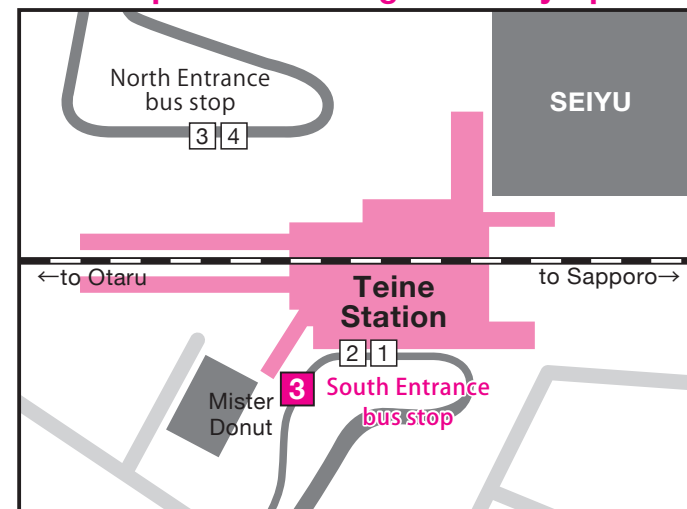 North Entrance
bus stop
3 4
SEIYU
←to Otaru
to Sapporo→
Teine
Station
2 1
3
South Entrance
bus stop
Mister
Donut